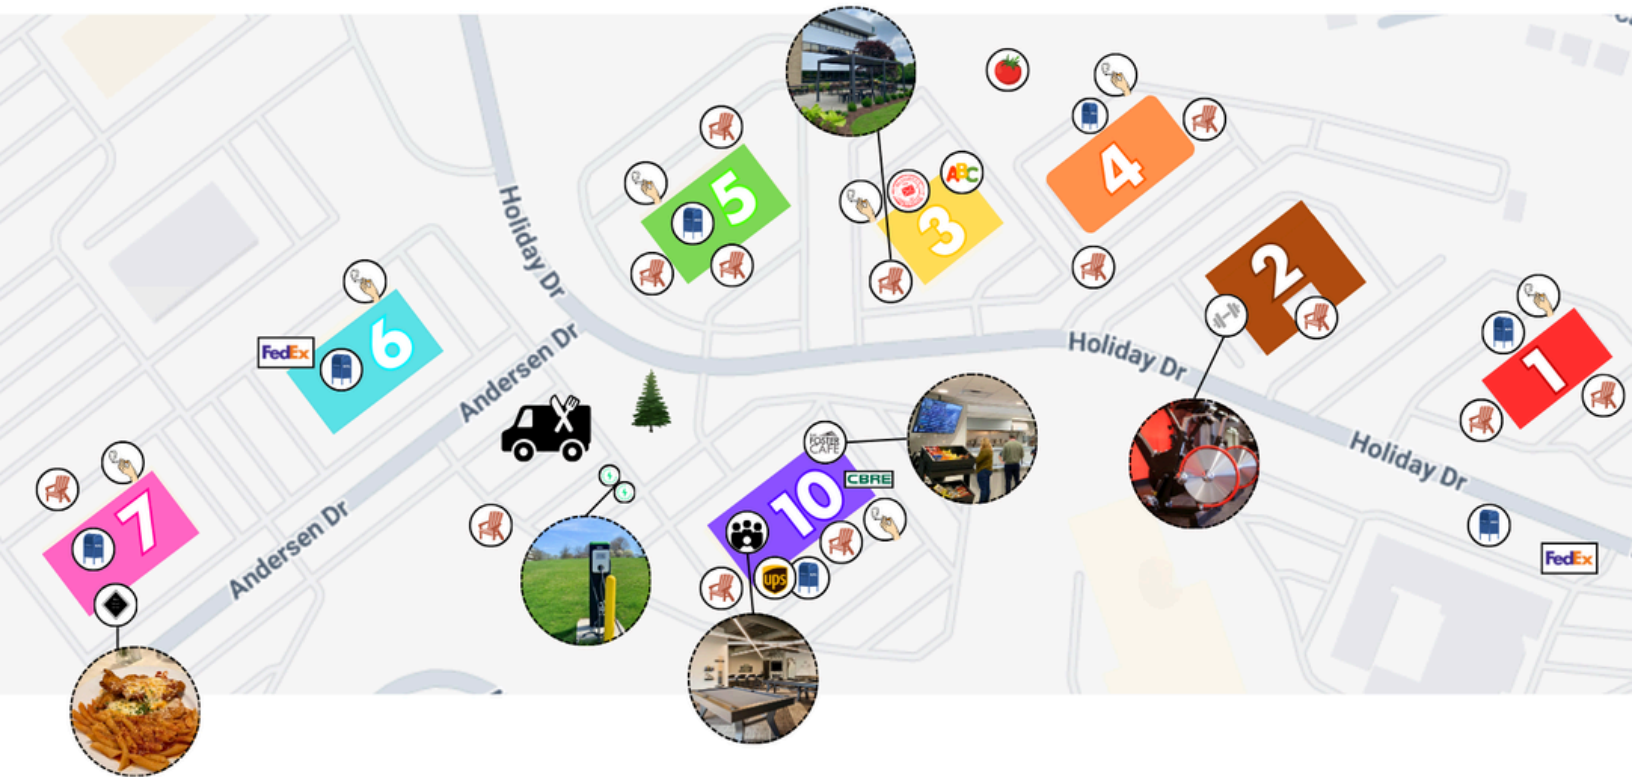 ABC
4
5
3
Holiday Dr
2
FedEx
6
Andersen Dr
Holiday Dr
1
FOSTER
CAFE
CBRE
Holiday Dr
7
10
Andersen Dr
FedEx
ups